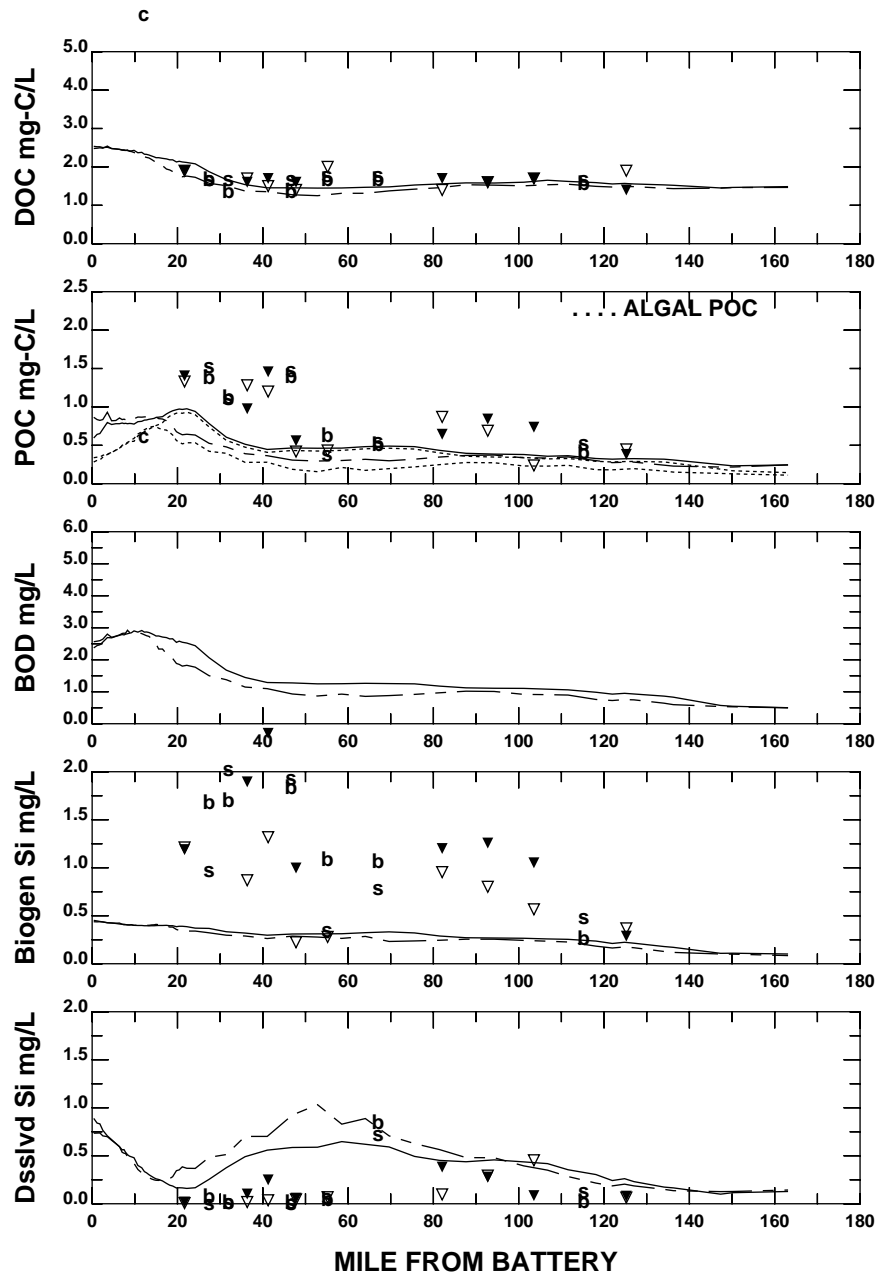 c
DOC mg-C/L
5.0
4.0
3.0
2.0
1.0
0.0
b s b s b s b s b s b
0 20 40 60 80 100 120 140 160 180
POC mg-C/L
2.5
2.0
1.5
1.0
0.5
0.0
. . . . ALGAL POC
c s b s b s b b s s b s b
0 20 40 60 80 100 120 140 160 180
BOD mg/L
6.0
5.0
4.0
3.0
2.0
1.0
0.0
0 20 40 60 80 100 120 140 160 180
Biogen Si mg/L
2.0
1.5
1.0
0.5
0.0
b s s b s b b s b s s b
0 20 40 60 80 100 120 140 160 180
Dsslvd Si mg/L
2.0
1.5
1.0
0.5
0.0
b s b b s b b s s b
0 20 40 60 80 100 120 140 160 180
MILE FROM BATTERY